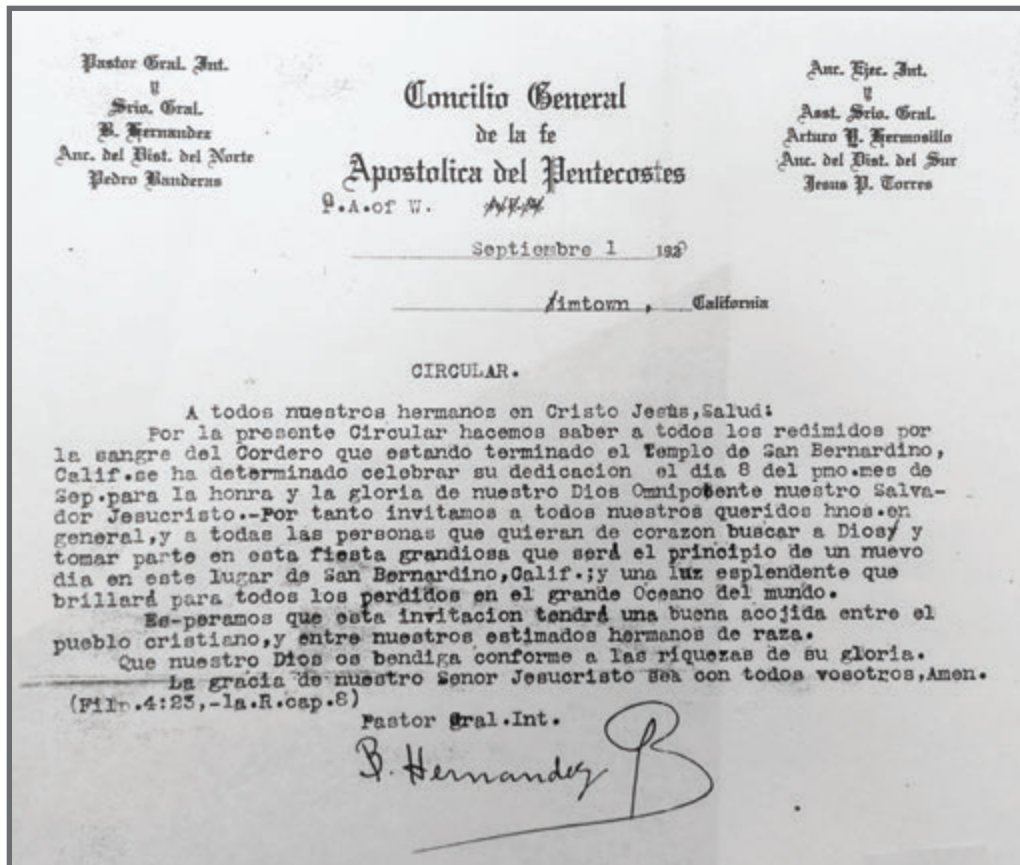 Pastor Gral. Int.
y
Srio. Gral.
B. Hernandez
Anc. del Dist. del Norte
Pedro Banderas
Concilio General
de la fe
Apostolica del Pentecostes
P.A.of W.
Anc. Ejec. Int.
y
Asst. Srio. Gral.
Arturo Y. Hermosillo
Anc. del Dist. del Sur
Jesus P. Torres
Septiembre 1 192
imtown , California
CIRCULAR.
A todos nuestros hermanos en Cristo Jesús,Salud:
Por la presente Circular hacemos saber a todos los redimidos por
la sangre del Cordero que estando terminado el Templo de San Bernardino,
Calif.se ha determinado celebrar su dedicacion el dia 8 del pmo.mes de
Sep.para la honra y la gloria de nuestro Dios Omnipotente nuestro Salva-
dor Jesucristo.-Por tanto invitamos a todos nuestros queridos hnos.en
general,y a todas las personas que quieran de corazon buscar a Dios y
tomar parte en esta fiesta grandiosa que será el principio de un nuevo
dia en este lugar de San Bernardino,Calif.;y una luz esplendente que
brillará para todos los perdidos en el grande Oceano del mundo.
Es-peramos que esta invitacion tendrá una buena acojida entre el
pueblo cristiano,y entre nuestros estimados hermanos de raza.
Que nuestro Dios os bendiga conforme a las riquezas de su gloria.
La gracia de nuestro Senor Jesucristo sea con todos vosotros,Amen.
(Filp.4:23,-la.R.cap.8)
Pastor Gral.Int.
B. Hernandez B